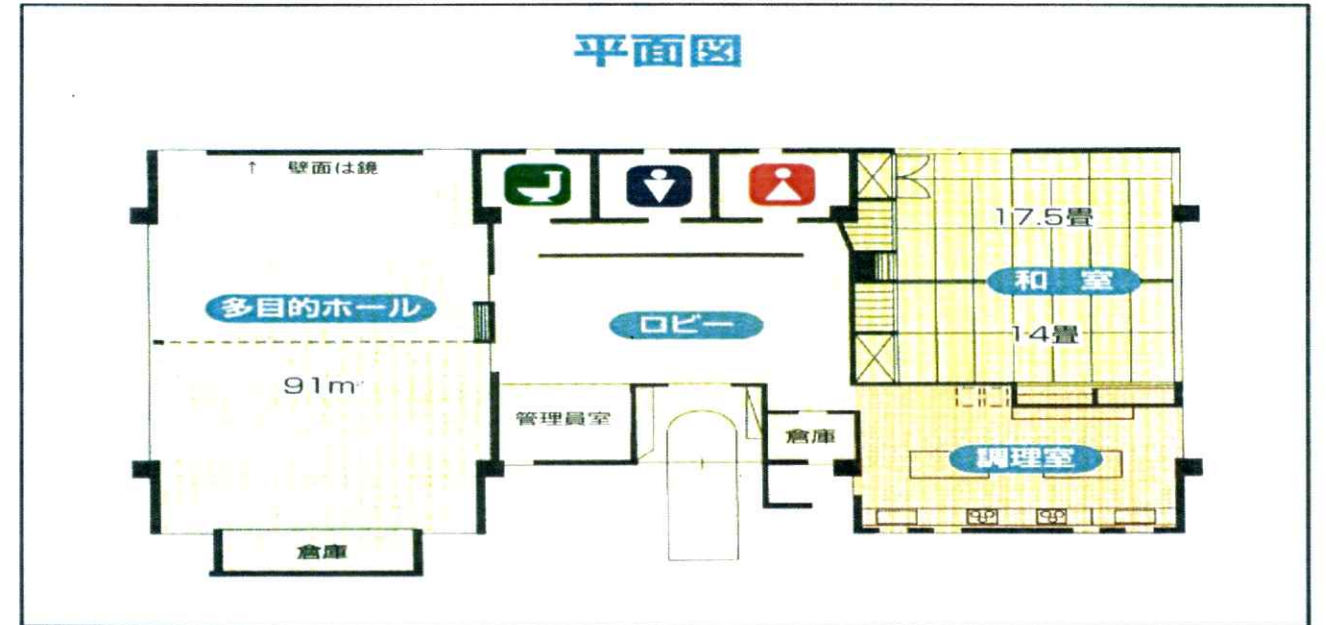 平面図
↑ 壁面は鏡
17.5畳
和 室
多目的ホール
ロビー
14畳
91㎡
管理員室
倉庫
調理室
倉庫